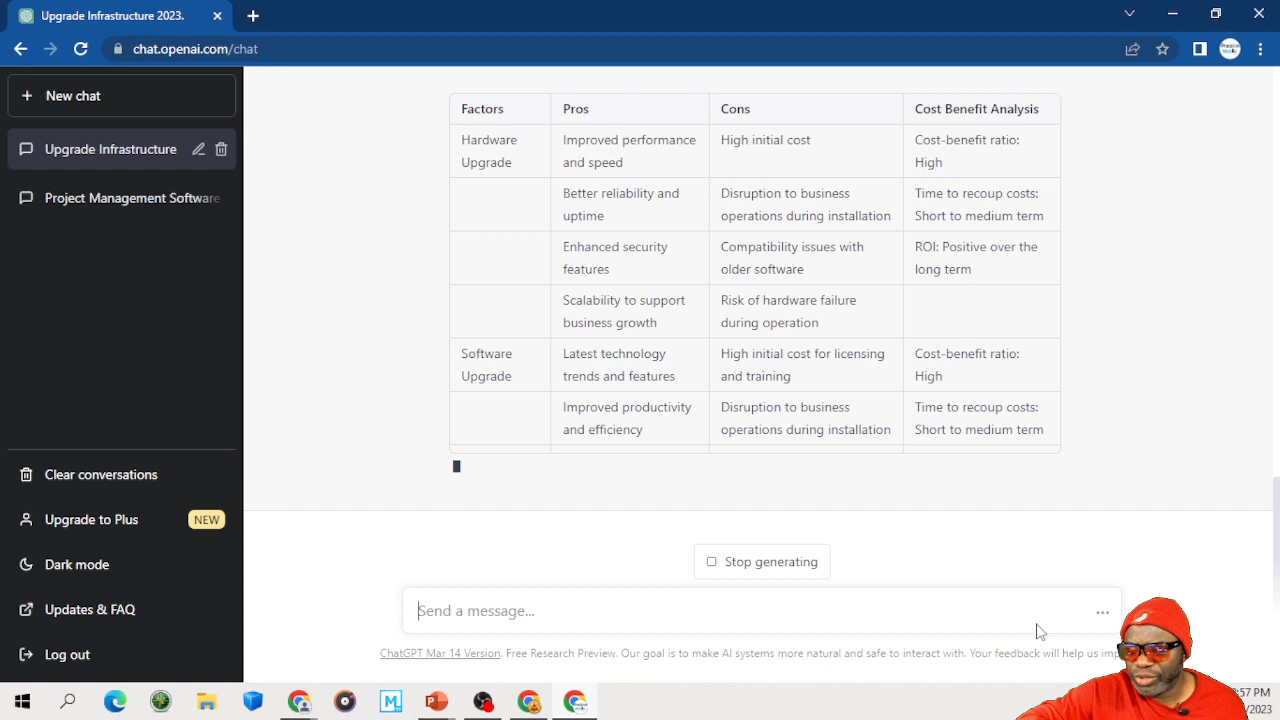 Upgrade Infrastructure 2023.
chat.openai.com/chat
New chat
Upgrade Infrastructure
Project Management Software
Clear conversations
Upgrade to Plus NEW
Dark mode
Updates & FAQ
Log out
Factors Pros Cons Cost Benefit Analysis
Hardware Improved performance High initial cost Cost-benefit ratio:
Upgrade and speed High
Better reliability and Disruption to business Time to recoup costs:
uptime operations during installation Short to medium term
Enhanced security Compatibility issues with ROI: Positive over the
features older software long term
Scalability to support Risk of hardware failure
business growth during operation
Software Latest technology High initial cost for licensing Cost-benefit ratio:
Upgrade trends and features and training High
Improved productivity Disruption to business Time to recoup costs:
and efficiency operations during installation Short to medium term
Stop generating
Send a message...
ChatGPT Mar 14 Version. Free Research Preview. Our goal is to make AI systems more natural and safe to interact with. Your feedback will help us
:57 PM
/2023